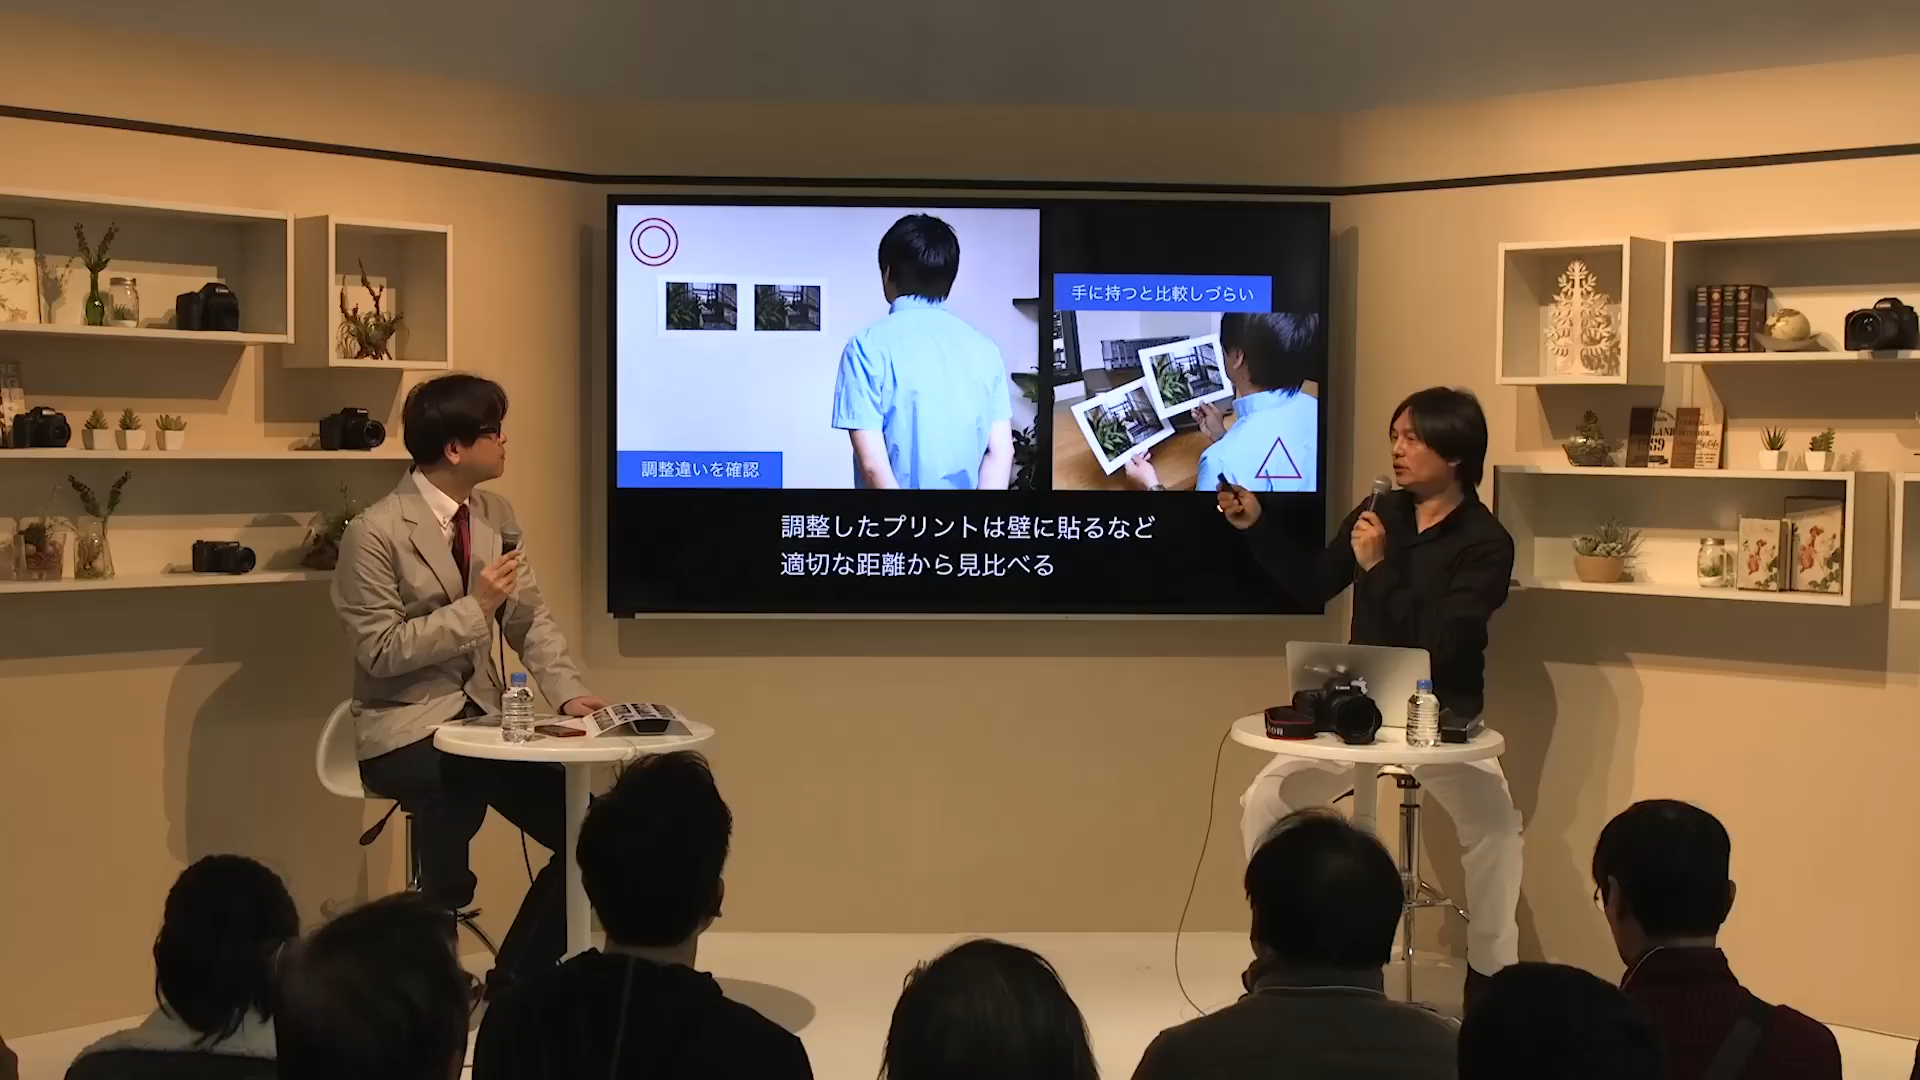 手に持つと比較しづらい
調整違いを確認
調整したプリントは壁に貼るなど
適切な距離から見比べる
Canon